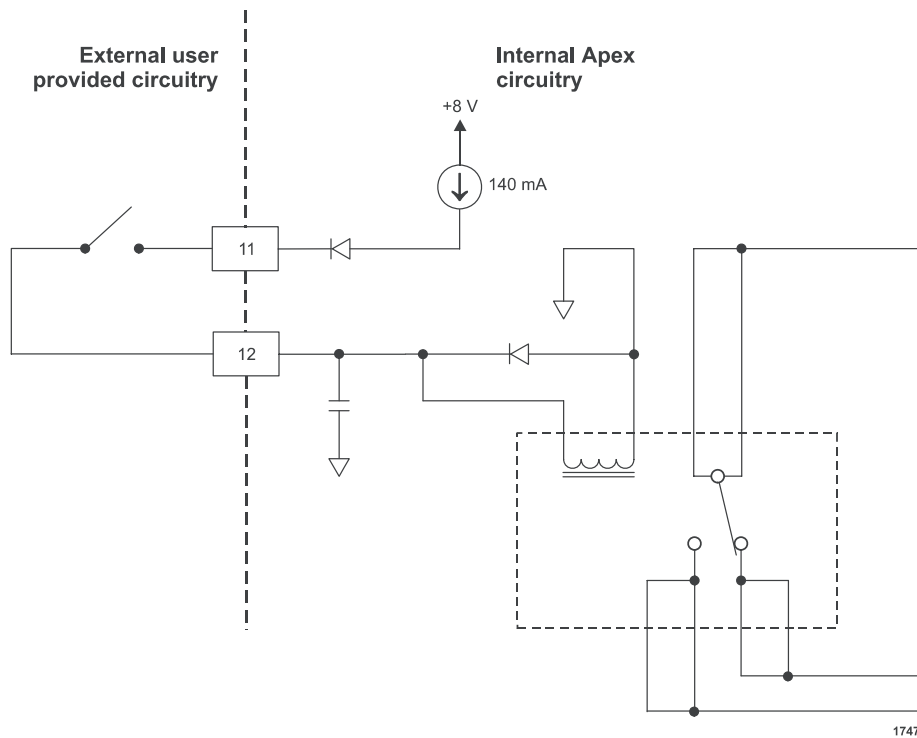 External user
provided circuitry
Internal Apex
circuitry
+8 V
140 mA
11
12
1747